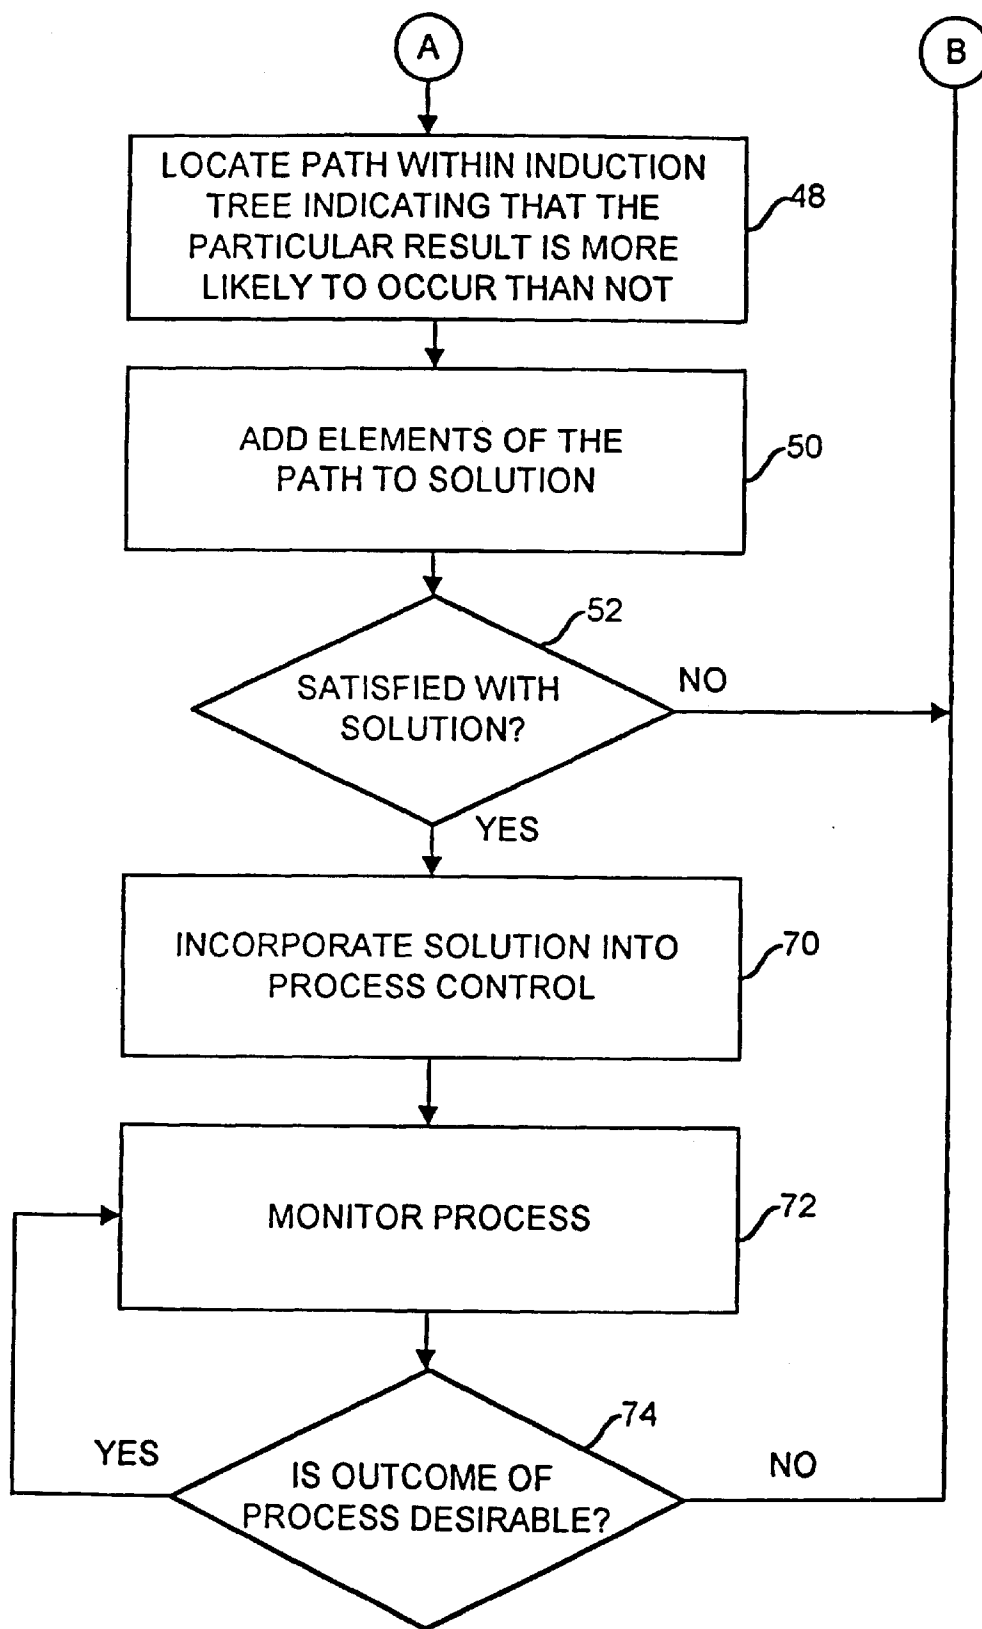 A
B
LOCATE PATH WITHIN INDUCTION
TREE INDICATING THAT THE
PARTICULAR RESULT IS MORE
LIKELY TO OCCUR THAN NOT
48
ADD ELEMENTS OF THE
PATH TO SOLUTION
50
52
SATISFIED WITH
SOLUTION?
NO
YES
INCORPORATE SOLUTION INTO
PROCESS CONTROL
70
MONITOR PROCESS
72
74
YES
IS OUTCOME OF
PROCESS DESIRABLE?
NO